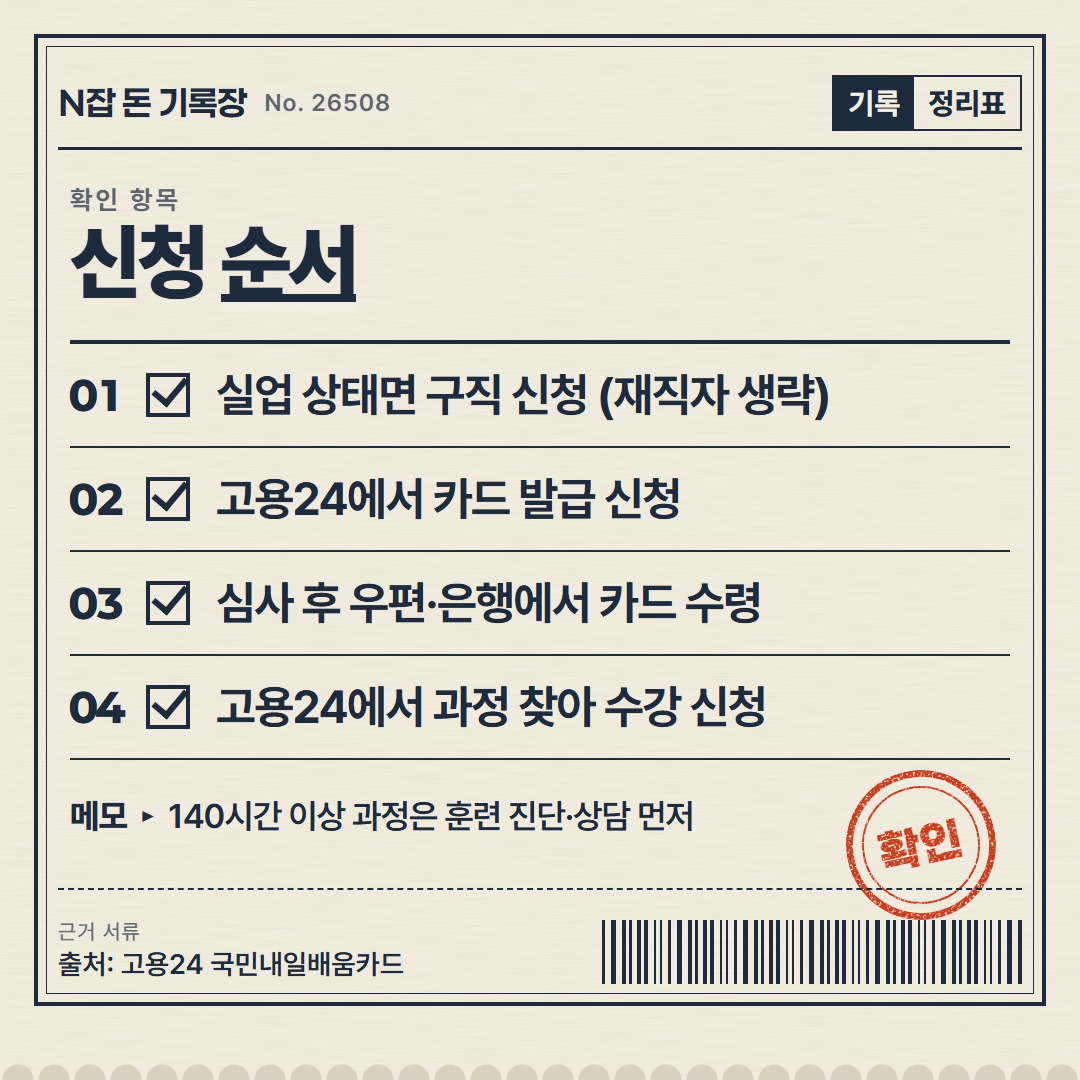 N잡 돈 기록장 No. 26508
기록 정리표
확인 항목
신청 순서
01 실업 상태면 구직 신청 (재직자 생략)
02 고용24에서 카드 발급 신청
03 심사 후 우편·은행에서 카드 수령
04 고용24에서 과정 찾아 수강 신청
메모 ▸ 140시간 이상 과정은 훈련 진단·상담 먼저
확인
근거 서류
출처: 고용24 국민내일배움카드